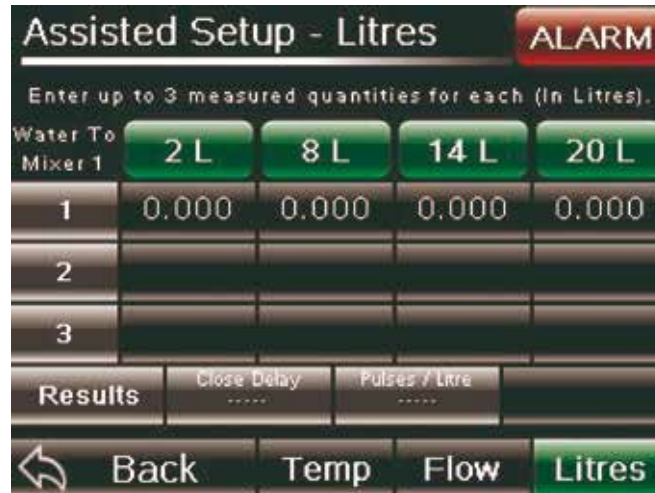 Assisted Setup - Litres ALARM
Enter up to 3 measured quantities for each (In Litres).
Water To
Mixer 1 2 L 8 L 14 L 20 L
1 0.000 0.000 0.000 0.000
2
3
Results Close Delay Pulses / Litre
----- -----
Back Temp Flow Litres